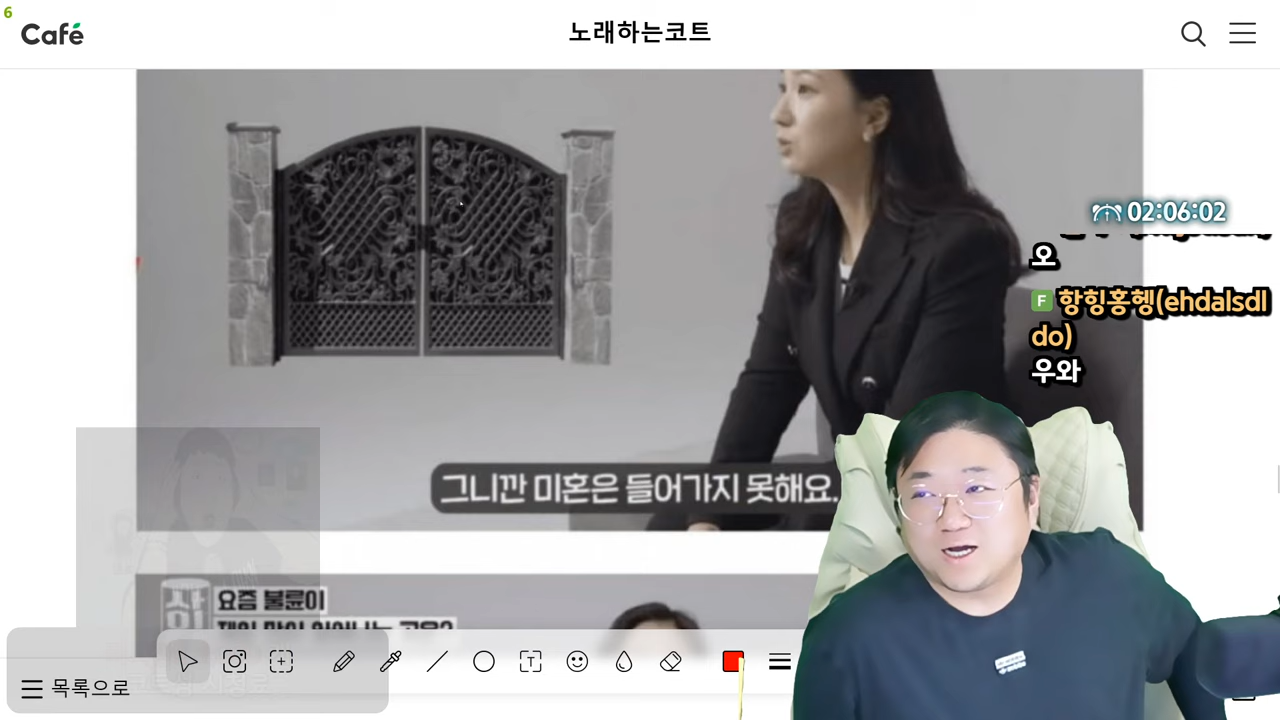 6
Café
노래하는코트
02:06:02
오
F 항힝홍헹(ehdalsdl
do)
우와
그니깐 미혼은 들어가지 못해요.
요즘 불륜이
목록으로